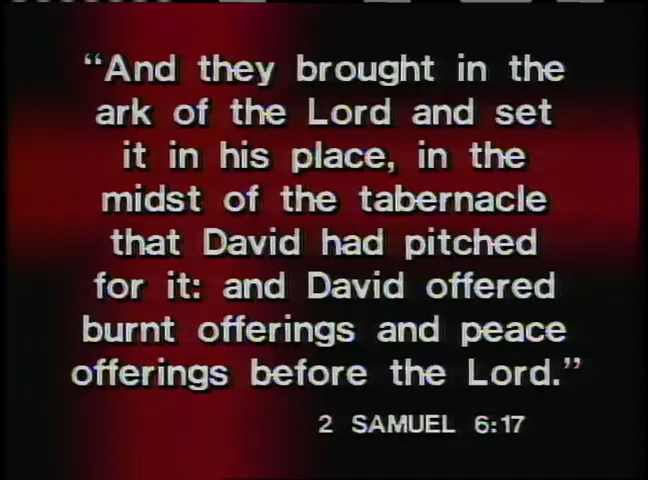 “And they brought in the
ark of the Lord and set
it in his place, in the
midst of the tabernacle
that David had pitched
for it: and David offered
burnt offerings and peace
offerings before the Lord.”
2 SAMUEL 6:17